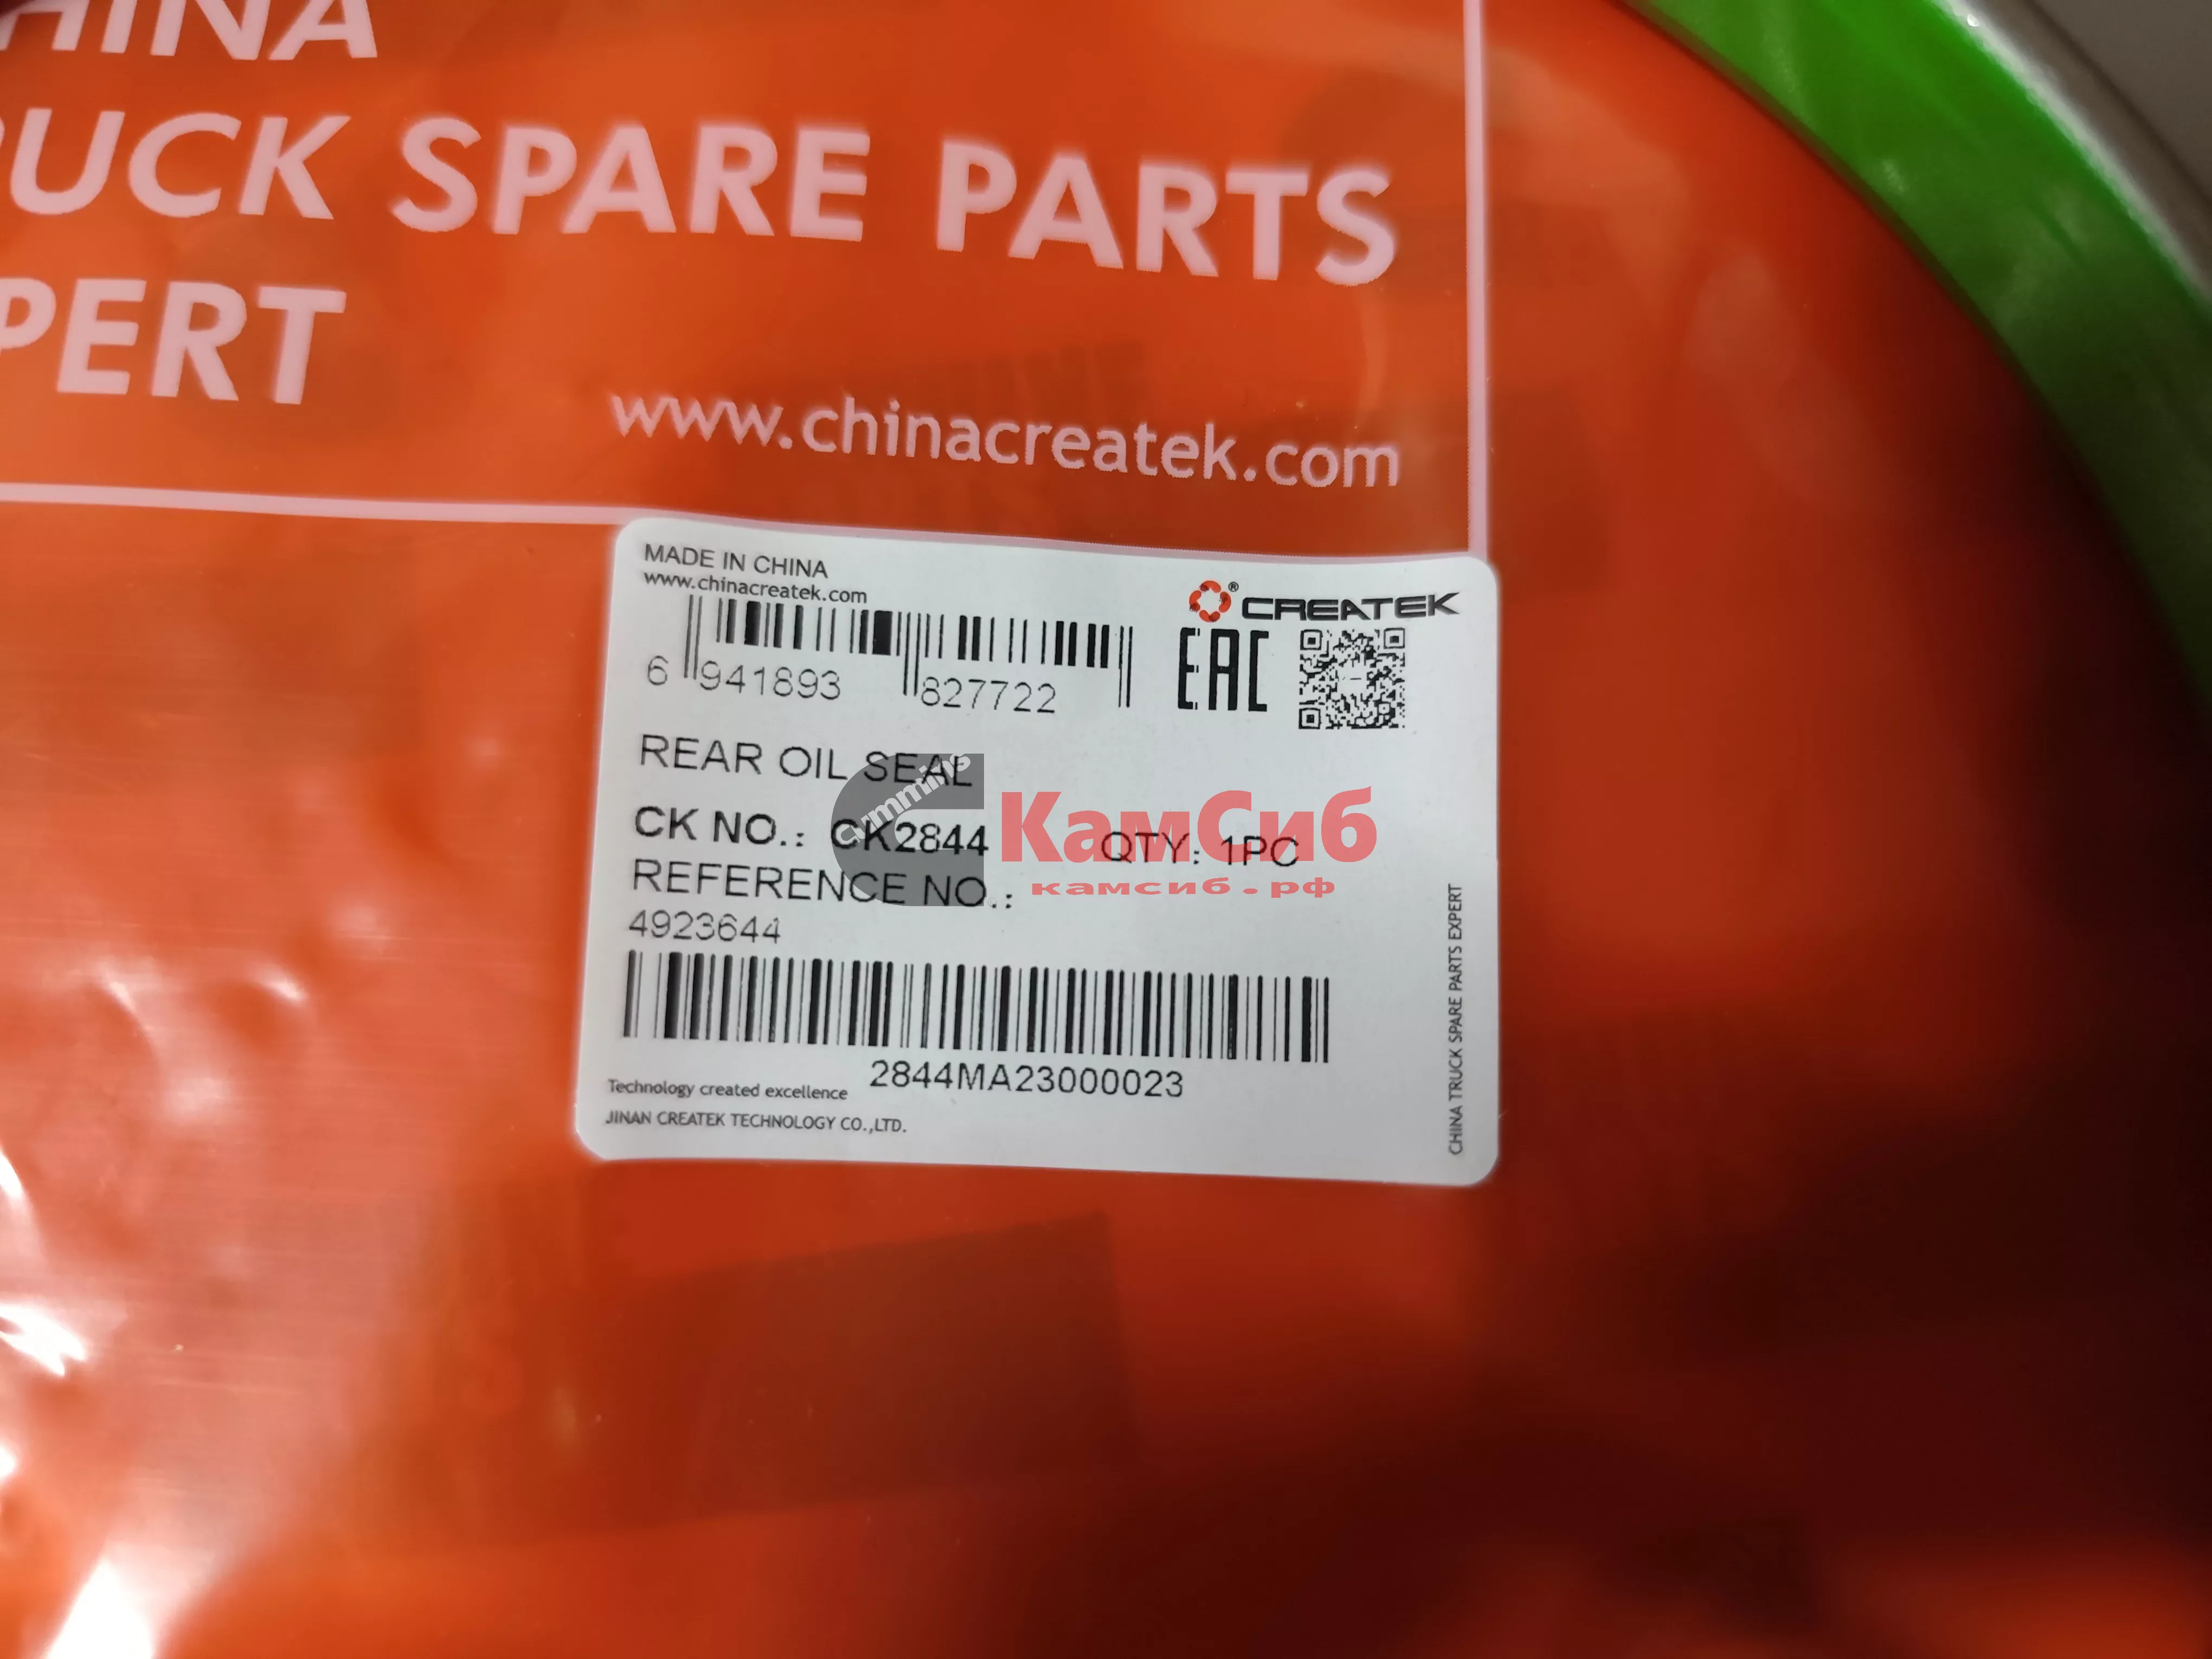 HINA
RUCK SPARE PARTS
PERT
www.chinacreatek.com
MADE IN CHINA
www.chinacreatek.com
CREATEK
6 941893 827722
EAC
REAR OIL SEAL
cummins
КамСиб
CK NO.: CK2844 QTY: 1PC
камсиб.рф
REFERENCE NO.:
4923644
2844MA23000023
Technology created excellence
JINAN CREATEK TECHNOLOGY CO.,LTD.
CHINA TRUCK SPARE PARTS EXPERT